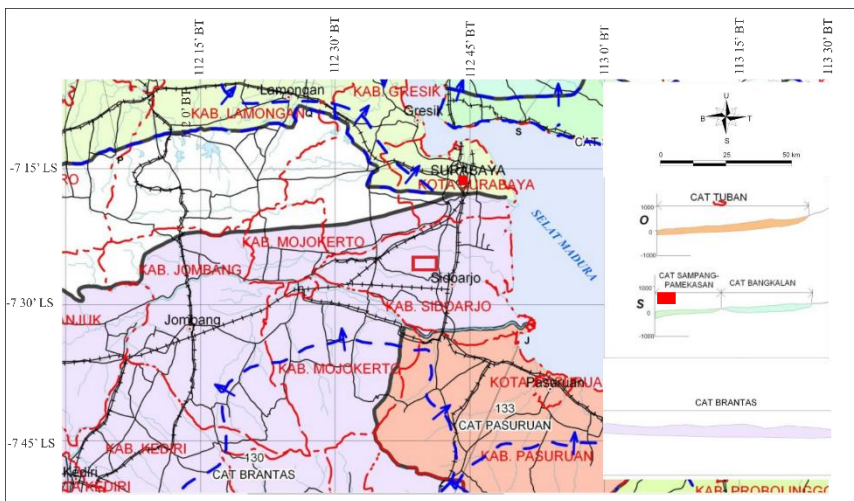 112 15' BT
112 30' BT
112 45' BT
113 0' BT
113 15' BT
113 30' BT
Lamongan
KAB. GRESIK
KAB. LAMONGAN
Gresik
P
S
CAT
-7 15' LS
SURABAYA
KOTA SURABAYA
SELAT MADURA
KAB. MOJOKERTO
KAB. JOMBANG
Sidoarjo
KAB. SIDOARJO
-7 30' LS
Jombang
J
KAB. MOJOKERTO
Pasuruan
133
CAT PASURUAN
-7 45' LS
KAB. KEDIRI
130
CAT BRANTAS
KAB. PASURUAN
Kediri
U
B
T
S
0
25
50 km
CAT TUBAN
1000
O
0
-1000
CAT SAMPANG-
PAMEKASAN
CAT BANGKALAN
1000
S
0
-1000
CAT BRANTAS
KAB. PROBOLINGGO